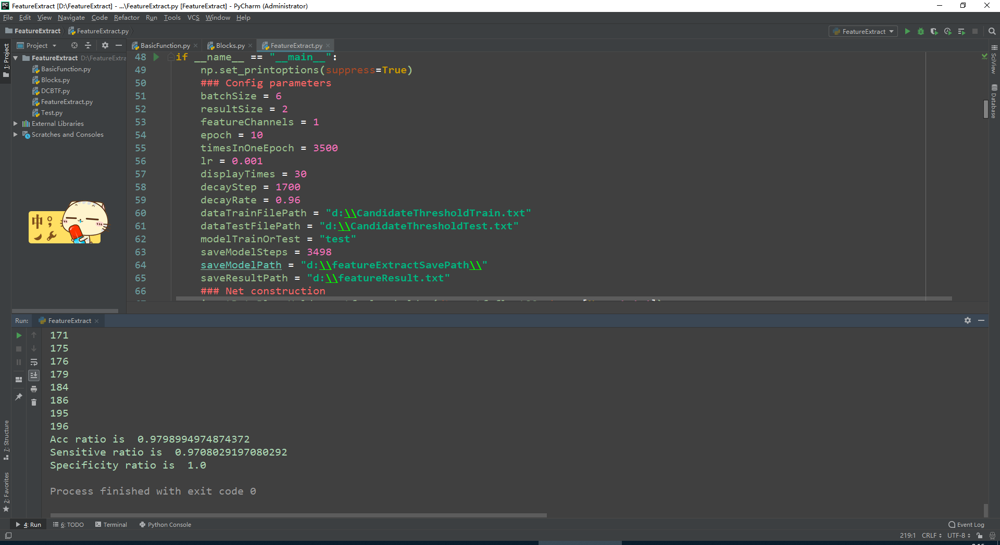 FeatureExtract [D:\FeatureExtract] - ...\FeatureExtract.py [FeatureExtract] - PyCharm (Administrator)
File Edit View Navigate Code Refactor Run Tools VCS Window Help
FeatureExtract FeatureExtract.py
FeatureExtract
1: Project
Project
BasicFunction.py
Blocks.py
FeatureExtract.py
FeatureExtract D:\FeatureExtra
BasicFunction.py
Blocks.py
DCBTF.py
FeatureExtract.py
Test.py
External Libraries
Scratches and Consoles
中
48 if __name__ == "__main__":
49 np.set_printoptions(suppress=True)
50 ### Config parameters
51 batchSize = 6
52 resultSize = 2
53 featureChannels = 1
54 epoch = 10
55 timesInOneEpoch = 3500
56 lr = 0.001
57 displayTimes = 30
58 decayStep = 1700
59 decayRate = 0.96
60 dataTrainFilePath = "d:\\CandidateThresholdTrain.txt"
61 dataTestFilePath = "d:\\CandidateThresholdTest.txt"
62 modelTrainOrTest = "test"
63 saveModelSteps = 3498
64 saveModelPath = "d:\\featureExtractSavePath\\"
65 saveResultPath = "d:\\featureResult.txt"
66 ### Net construction
SciView
Database
Run: FeatureExtract
171
175
176
179
184
186
195
196
Acc ratio is  0.9798994974874372
Sensitive ratio is  0.9708029197080292
Specificity ratio is  1.0
Process finished with exit code 0
7: Structure
2: Favorites
4: Run 6: TODO Terminal Python Console
Event Log
219:1 CRLF UTF-8